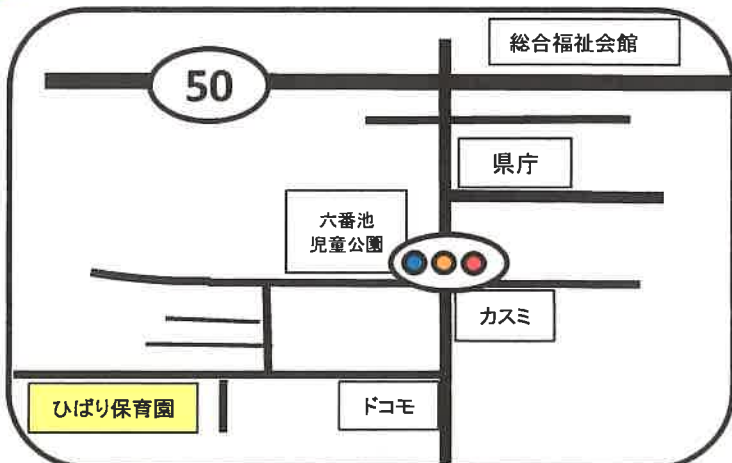 総合福祉会館
50
県庁
六番池
児童公園
カスミ
ひばり保育園
ドコモ